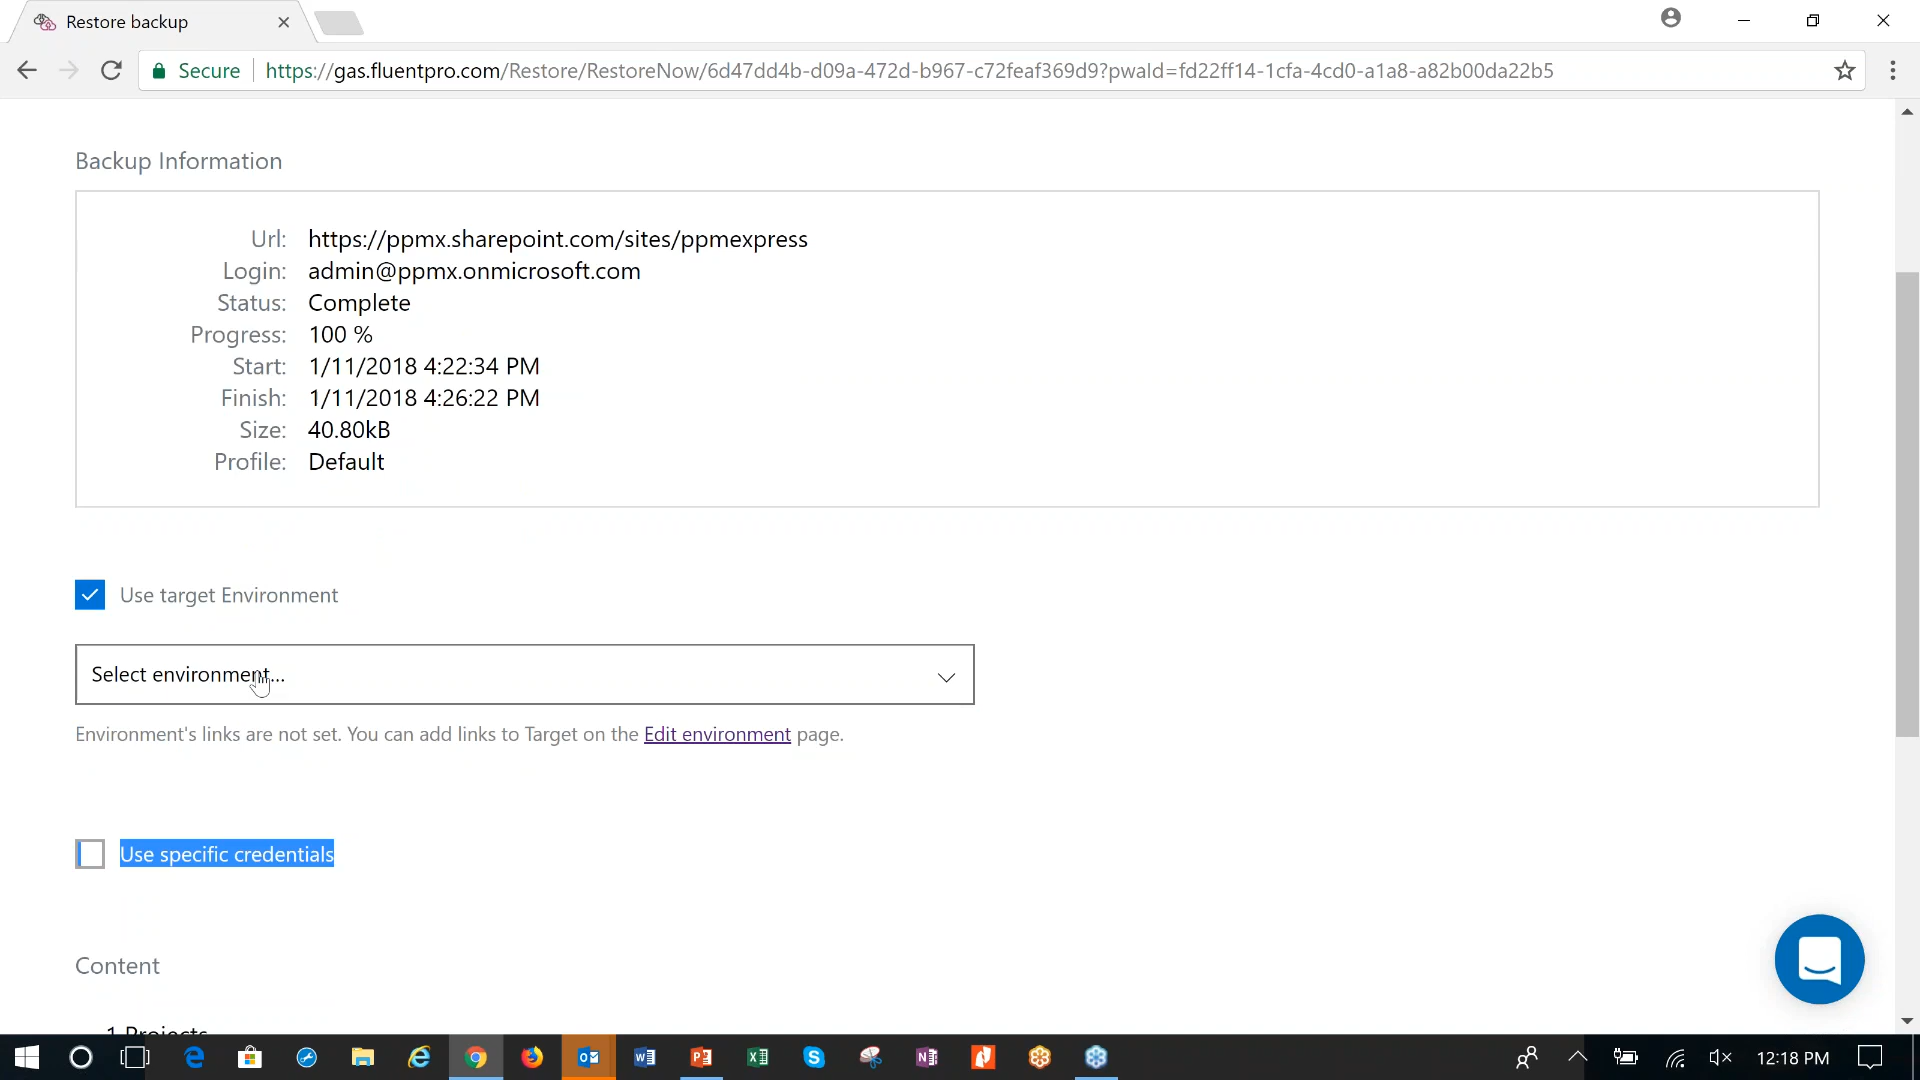 Restore backup
Secure https://gas.fluentpro.com/Restore/RestoreNow/6d47dd4b-d09a-472d-b967-c72feaf369d9?pwaId=fd22ff14-1cfa-4cd0-a1a8-a82b00da22b5
Backup Information
Url: https://ppmx.sharepoint.com/sites/ppmexpress
Login: admin@ppmx.onmicrosoft.com
Status: Complete
Progress: 100 %
Start: 1/11/2018 4:22:34 PM
Finish: 1/11/2018 4:26:22 PM
Size: 40.80kB
Profile: Default
Use target Environment
Select environment...
Environment's links are not set. You can add links to Target on the Edit environment page.
Use specific credentials
Content
1 Projects
12:18 PM